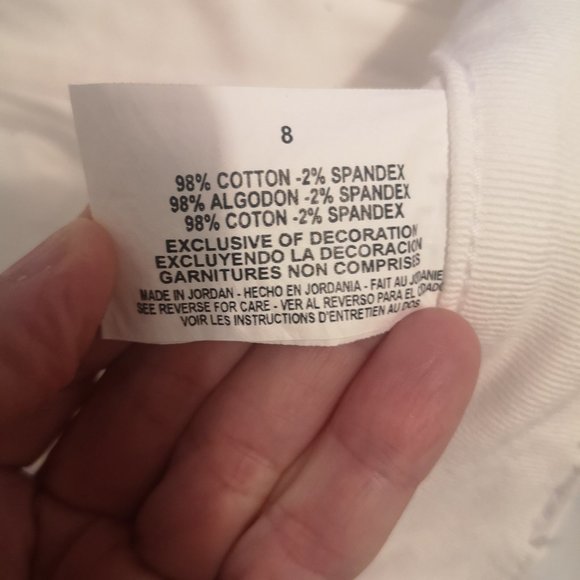 8
98% COTTON -2% SPANDEX
98% ALGODON -2% SPANDEX
98% COTON -2% SPANDEX
EXCLUSIVE OF DECORATION
EXCLUYENDO LA DECORACION
GARNITURES NON COMPRISES
MADE IN JORDAN - HECHO EN JORDANIA - FAIT AU JORDANIE
SEE REVERSE FOR CARE - VER AL REVERSO PARA EL CUIDADO
VOIR LES INSTRUCTIONS D'ENTRETIEN AU DOS